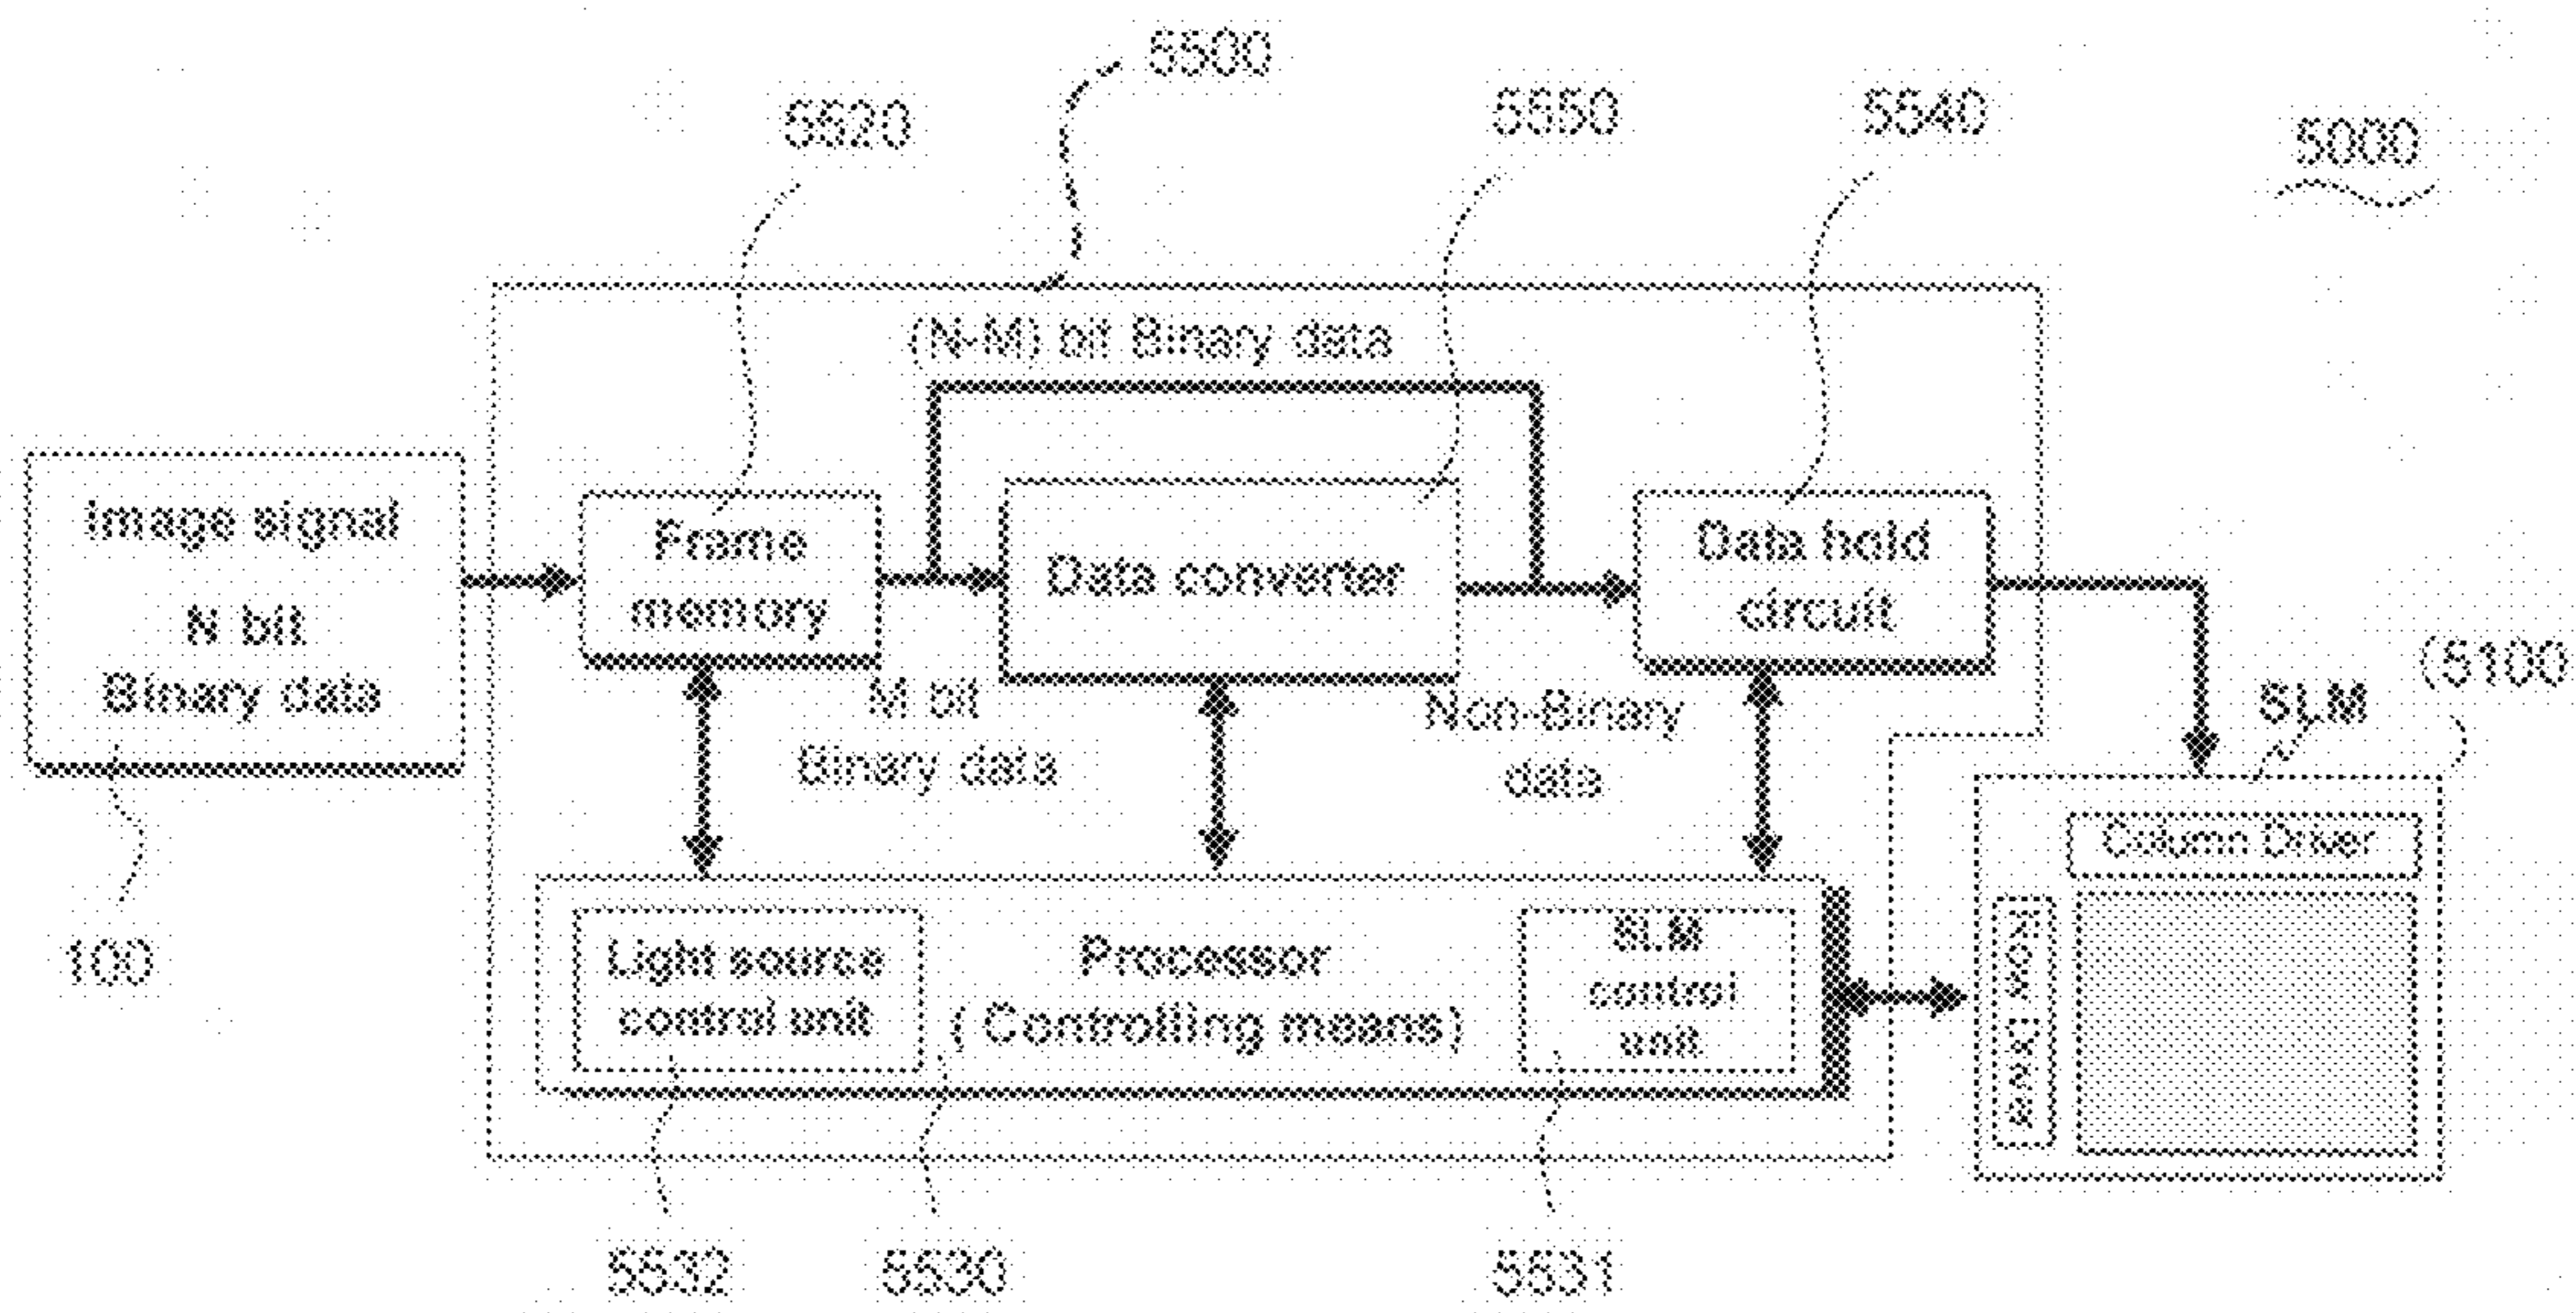 5500
5520
5550
5540
5000
(N-M) bit Binary data
Image signal
N bit
Binary data
Frame
memory
Data converter
Data hold
circuit
M bit
Binary data
Non-Binary
data
SLM
(5100
Column Driver
Row Driver
Light source
control unit
Processor
( Controlling means)
SLM
control
unit
100
5532
5530
5531